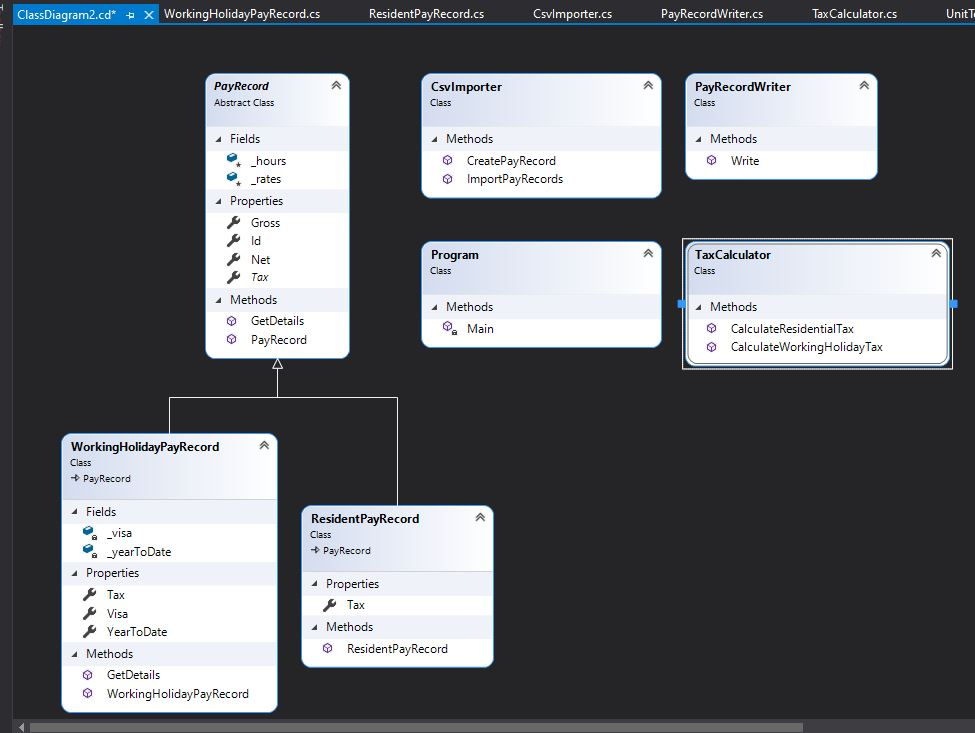 ClassDiagram2.cd* WorkingHolidayPayRecord.cs ResidentPayRecord.cs CsvImporter.cs PayRecordWriter.cs TaxCalculator.cs UnitTe
PayRecord
Abstract Class
Fields
_hours
_rates
Properties
Gross
Id
Net
Tax
Methods
GetDetails
PayRecord
CsvImporter
Class
Methods
CreatePayRecord
ImportPayRecords
PayRecordWriter
Class
Methods
Write
Program
Class
Methods
Main
TaxCalculator
Class
Methods
CalculateResidentialTax
CalculateWorkingHolidayTax
WorkingHolidayPayRecord
Class
PayRecord
Fields
_visa
_yearToDate
Properties
Tax
Visa
YearToDate
Methods
GetDetails
WorkingHolidayPayRecord
ResidentPayRecord
Class
PayRecord
Properties
Tax
Methods
ResidentPayRecord